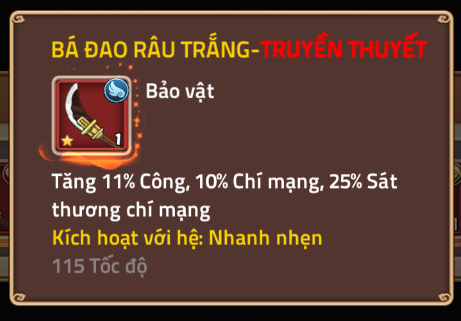 BÁ ĐAO RÂU TRẮNG-TRUYỀN THUYẾT
Bảo vật
1
Tăng 11% Công, 10% Chí mạng, 25% Sát
thương chí mạng
Kích hoạt với hệ: Nhanh nhẹn
115 Tốc độ